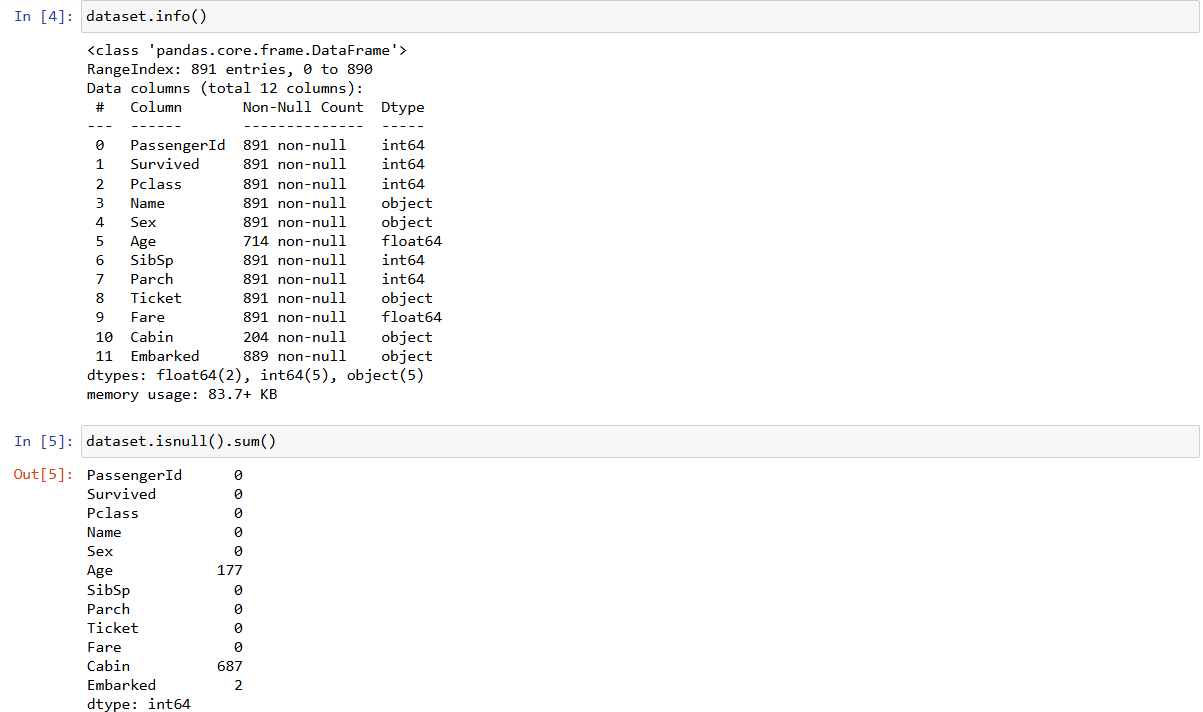 In [4]: dataset.info()
<class 'pandas.core.frame.DataFrame'>
RangeIndex: 891 entries, 0 to 890
Data columns (total 12 columns):
 #   Column       Non-Null Count  Dtype
---  ------       --------------  -----
 0   PassengerId  891 non-null    int64
 1   Survived     891 non-null    int64
 2   Pclass       891 non-null    int64
 3   Name         891 non-null    object
 4   Sex          891 non-null    object
 5   Age          714 non-null    float64
 6   SibSp        891 non-null    int64
 7   Parch        891 non-null    int64
 8   Ticket       891 non-null    object
 9   Fare         891 non-null    float64
 10  Cabin        204 non-null    object
 11  Embarked     889 non-null    object
dtypes: float64(2), int64(5), object(5)
memory usage: 83.7+ KB
In [5]: dataset.isnull().sum()
Out[5]: PassengerId      0
Survived         0
Pclass           0
Name             0
Sex              0
Age            177
SibSp            0
Parch            0
Ticket           0
Fare             0
Cabin          687
Embarked         2
dtype: int64